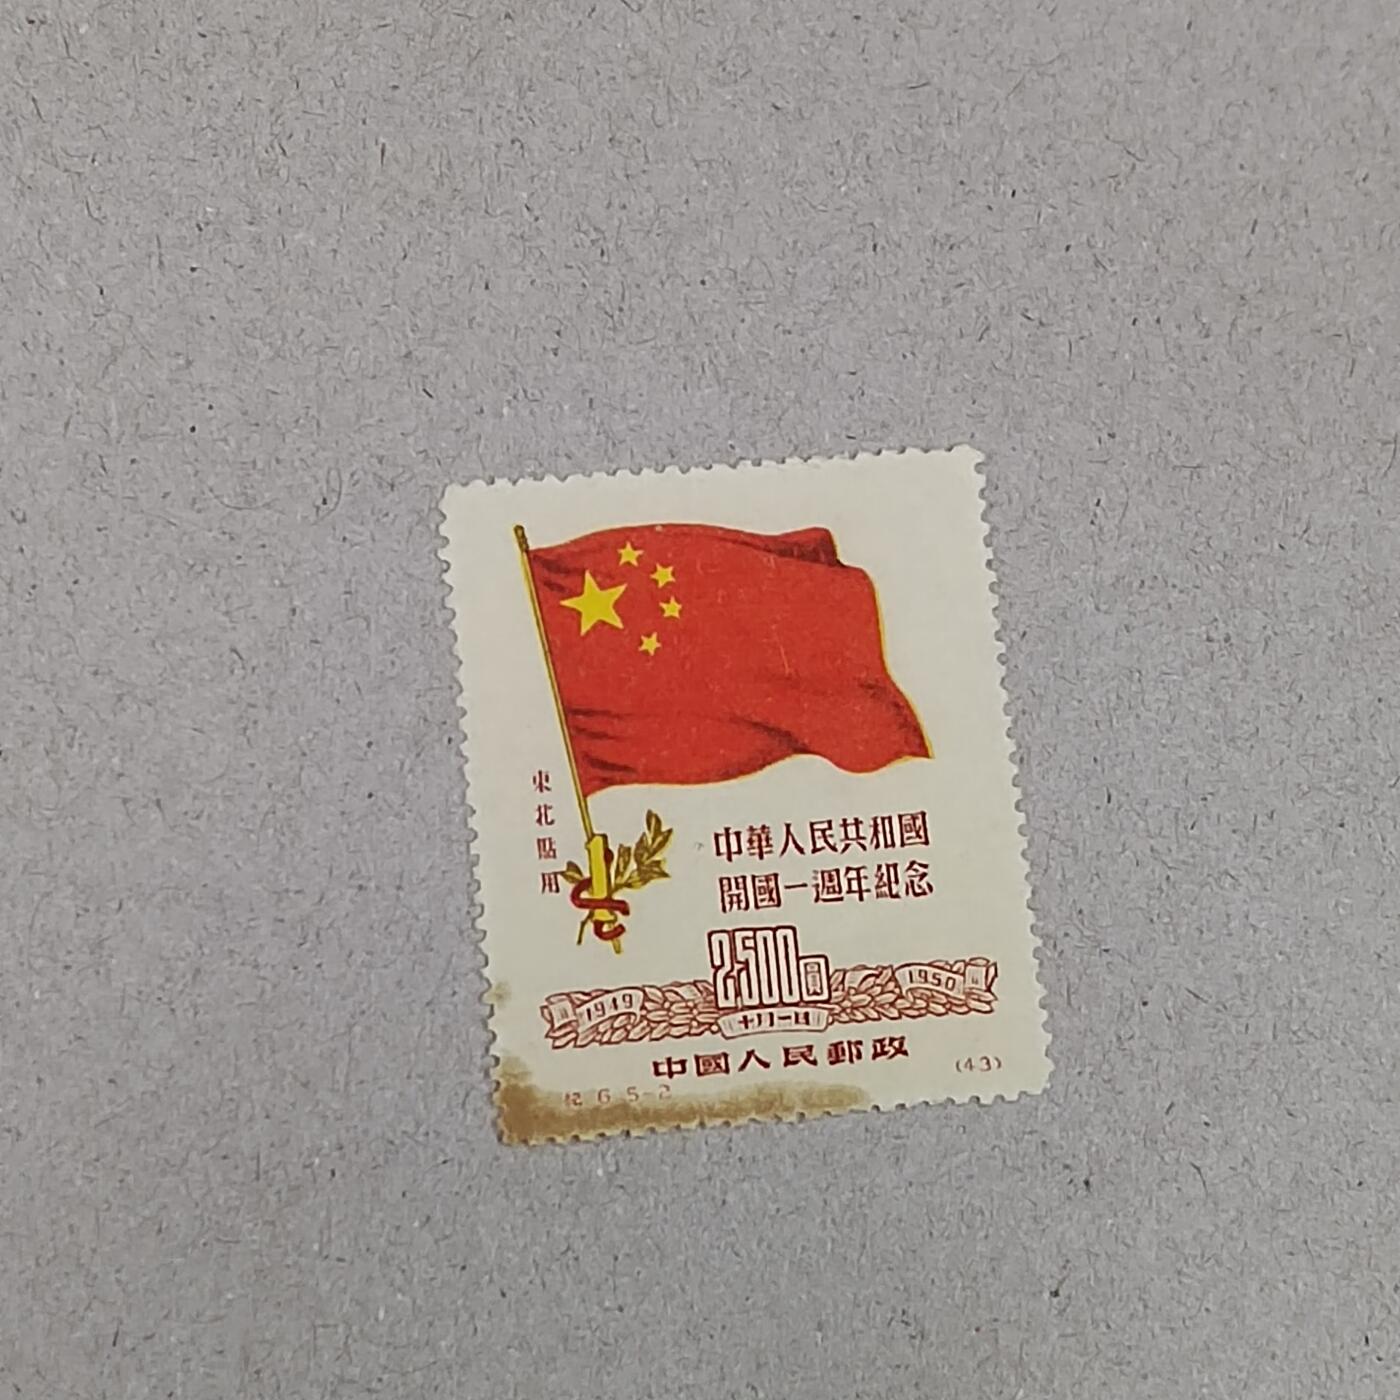 東北貼用
中華人民共和國
開國一週年紀念
2500圓
1949
1950
十月一日
中國人民郵政
紀 6 5-2
(43)